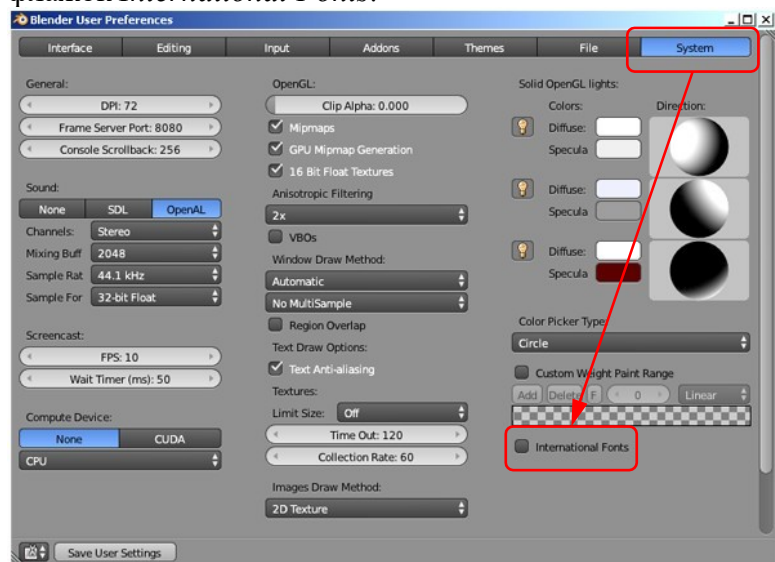 флажок International Fonts.
Blender User Preferences
Interface Editing Input Addons Themes File System
General:
DPI: 72
Frame Server Port: 8080
Console Scrollback: 256
Sound:
None SDL OpenAL
Channels: Stereo
Mixing Buff 2048
Sample Rat 44.1 kHz
Sample For 32-bit Float
Screencast:
FPS: 10
Wait Timer (ms): 50
Compute Device:
None CUDA
CPU
OpenGL:
Clip Alpha: 0.000
Mipmaps
GPU Mipmap Generation
16 Bit Float Textures
Anisotropic Filtering
2x
VBOs
Window Draw Method:
Automatic
No MultiSample
Region Overlap
Text Draw Options:
Text Anti-aliasing
Textures:
Limit Size: Off
Time Out: 120
Collection Rate: 60
Images Draw Method:
2D Texture
Solid OpenGL lights:
Colors: Direction:
Diffuse:
Specula
Diffuse:
Specula
Diffuse:
Specula
Color Picker Type:
Circle
Custom Weight Paint Range
Add Delete F 0 Linear
International Fonts
Save User Settings